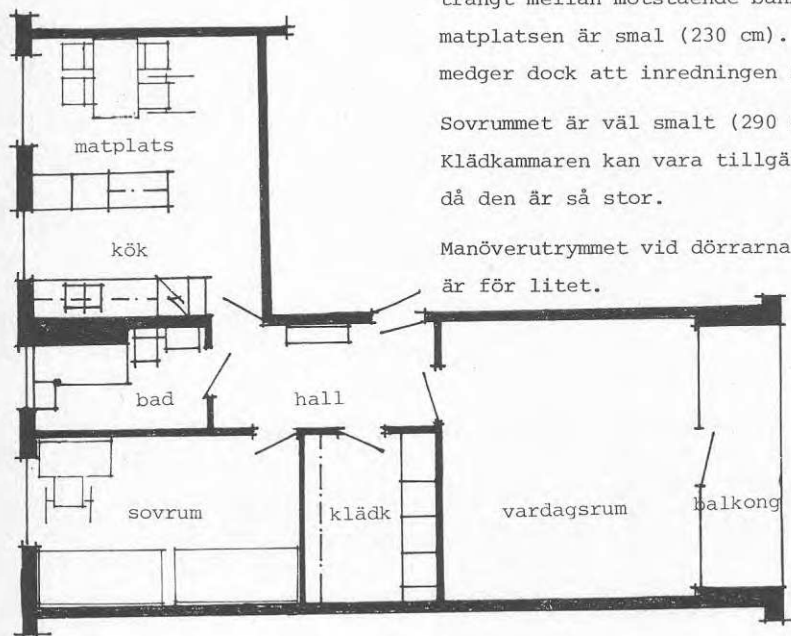 trångt mellan motstående bän
matplatsen är smal (230 cm).
medger dock att inredningen
Sovrummet är väl smalt (290
Klädkammaren kan vara tillgä
då den är så stor.
Manöverutrymmet vid dörrarna
är för litet.
matplats
kök
bad
hall
sovrum
klädk
vardagsrum
balkong